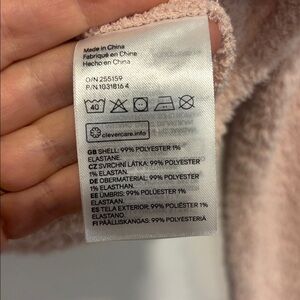 Made in China
Fabriqué en Chine
Hecho en China
O/N 255159
P/N.1031816 4
40
clevercare.info
GB SHELL: 99% POLYESTER 1%
ELASTANE
CZ SVRCHNÍ LÁTKA: 99% POLYESTER
1% ELASTAN
DE OBERMATERIAL: 99% POLYESTER
1% ELASTHAN
EE ÜMBRIS: 99% POLÜESTER 1%
ELASTAAN
ES TELA EXTERIOR: 99% POLIÉSTER 1%
ELASTANO
FI PÄÄLLISKANGAS: 99% POLYESTERIÄ